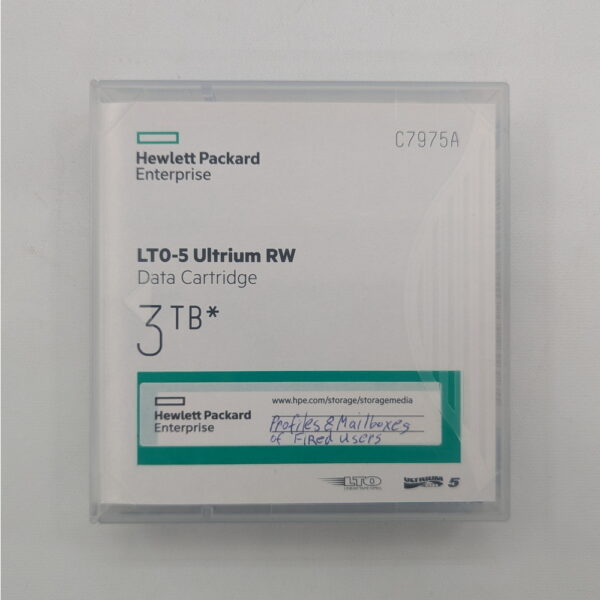 C7975A
Hewlett Packard
Enterprise
LTO-5 Ultrium RW
Data Cartridge
3 TB*
Hewlett Packard
Enterprise
www.hpe.com/storage/storagemedia
Profiles & Mailboxes
of Fired users
LTO
ULTRIUM
5